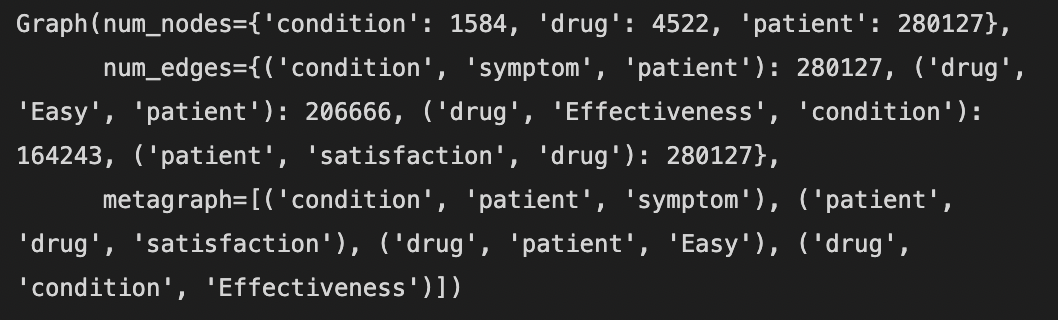 Graph(num_nodes={'condition': 1584, 'drug': 4522, 'patient': 280127},
      num_edges={('condition', 'symptom', 'patient'): 280127, ('drug',
'Easy', 'patient'): 206666, ('drug', 'Effectiveness', 'condition'):
164243, ('patient', 'satisfaction', 'drug'): 280127},
      metagraph=[('condition', 'patient', 'symptom'), ('patient',
'drug', 'satisfaction'), ('drug', 'patient', 'Easy'), ('drug',
'condition', 'Effectiveness')])